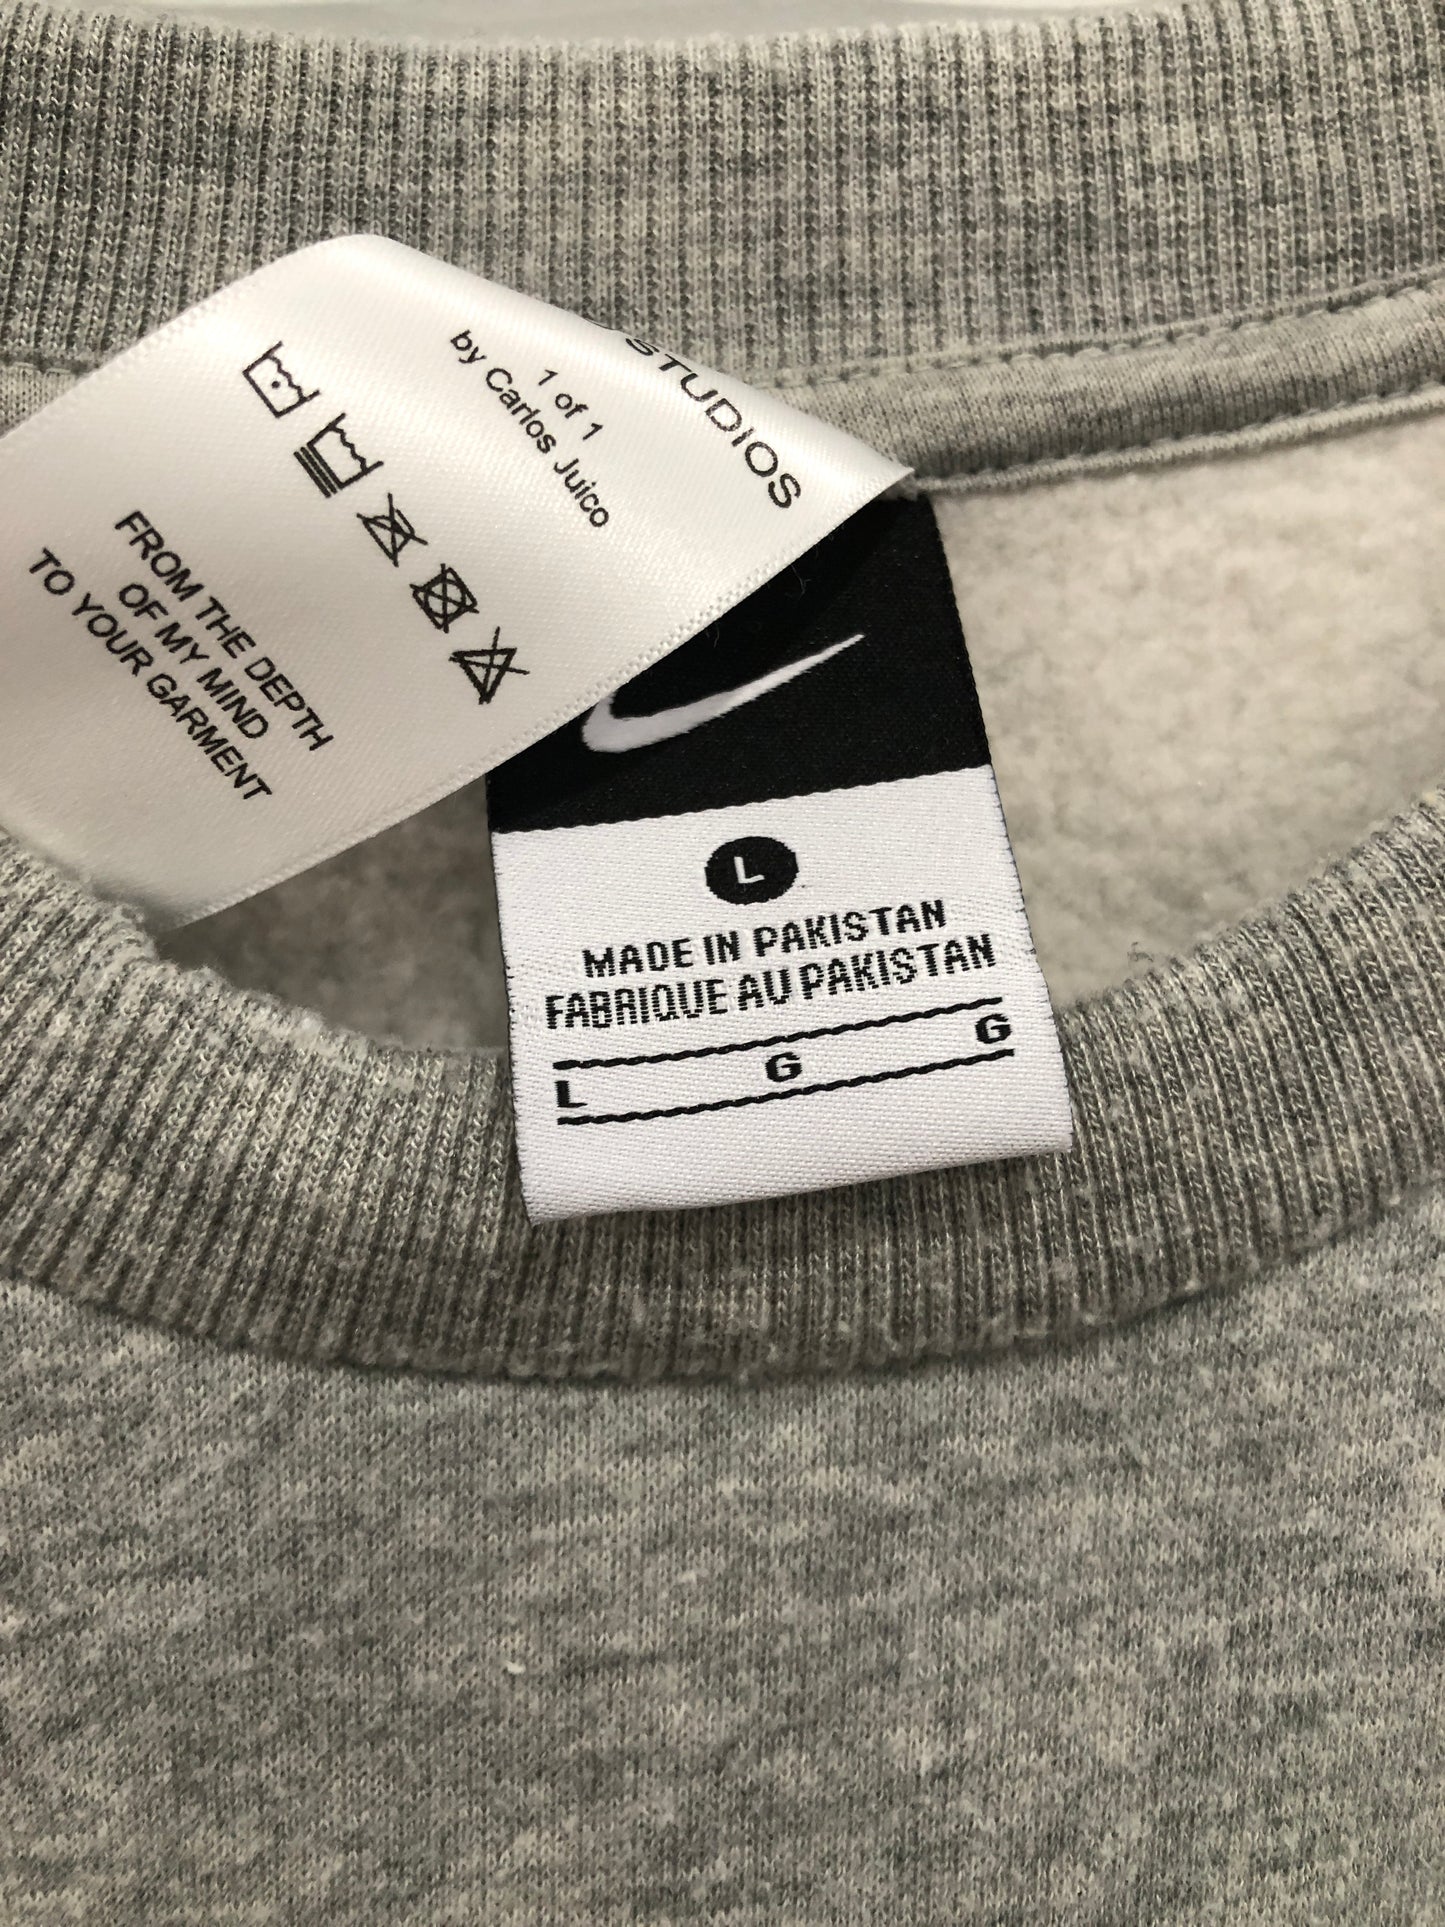 STUDIOS
1 of 1
by Carlos Juico
FROM THE DEPTH
OF MY MIND
TO YOUR GARMENT
L
MADE IN PAKISTAN
FABRIQUE AU PAKISTAN
L G G